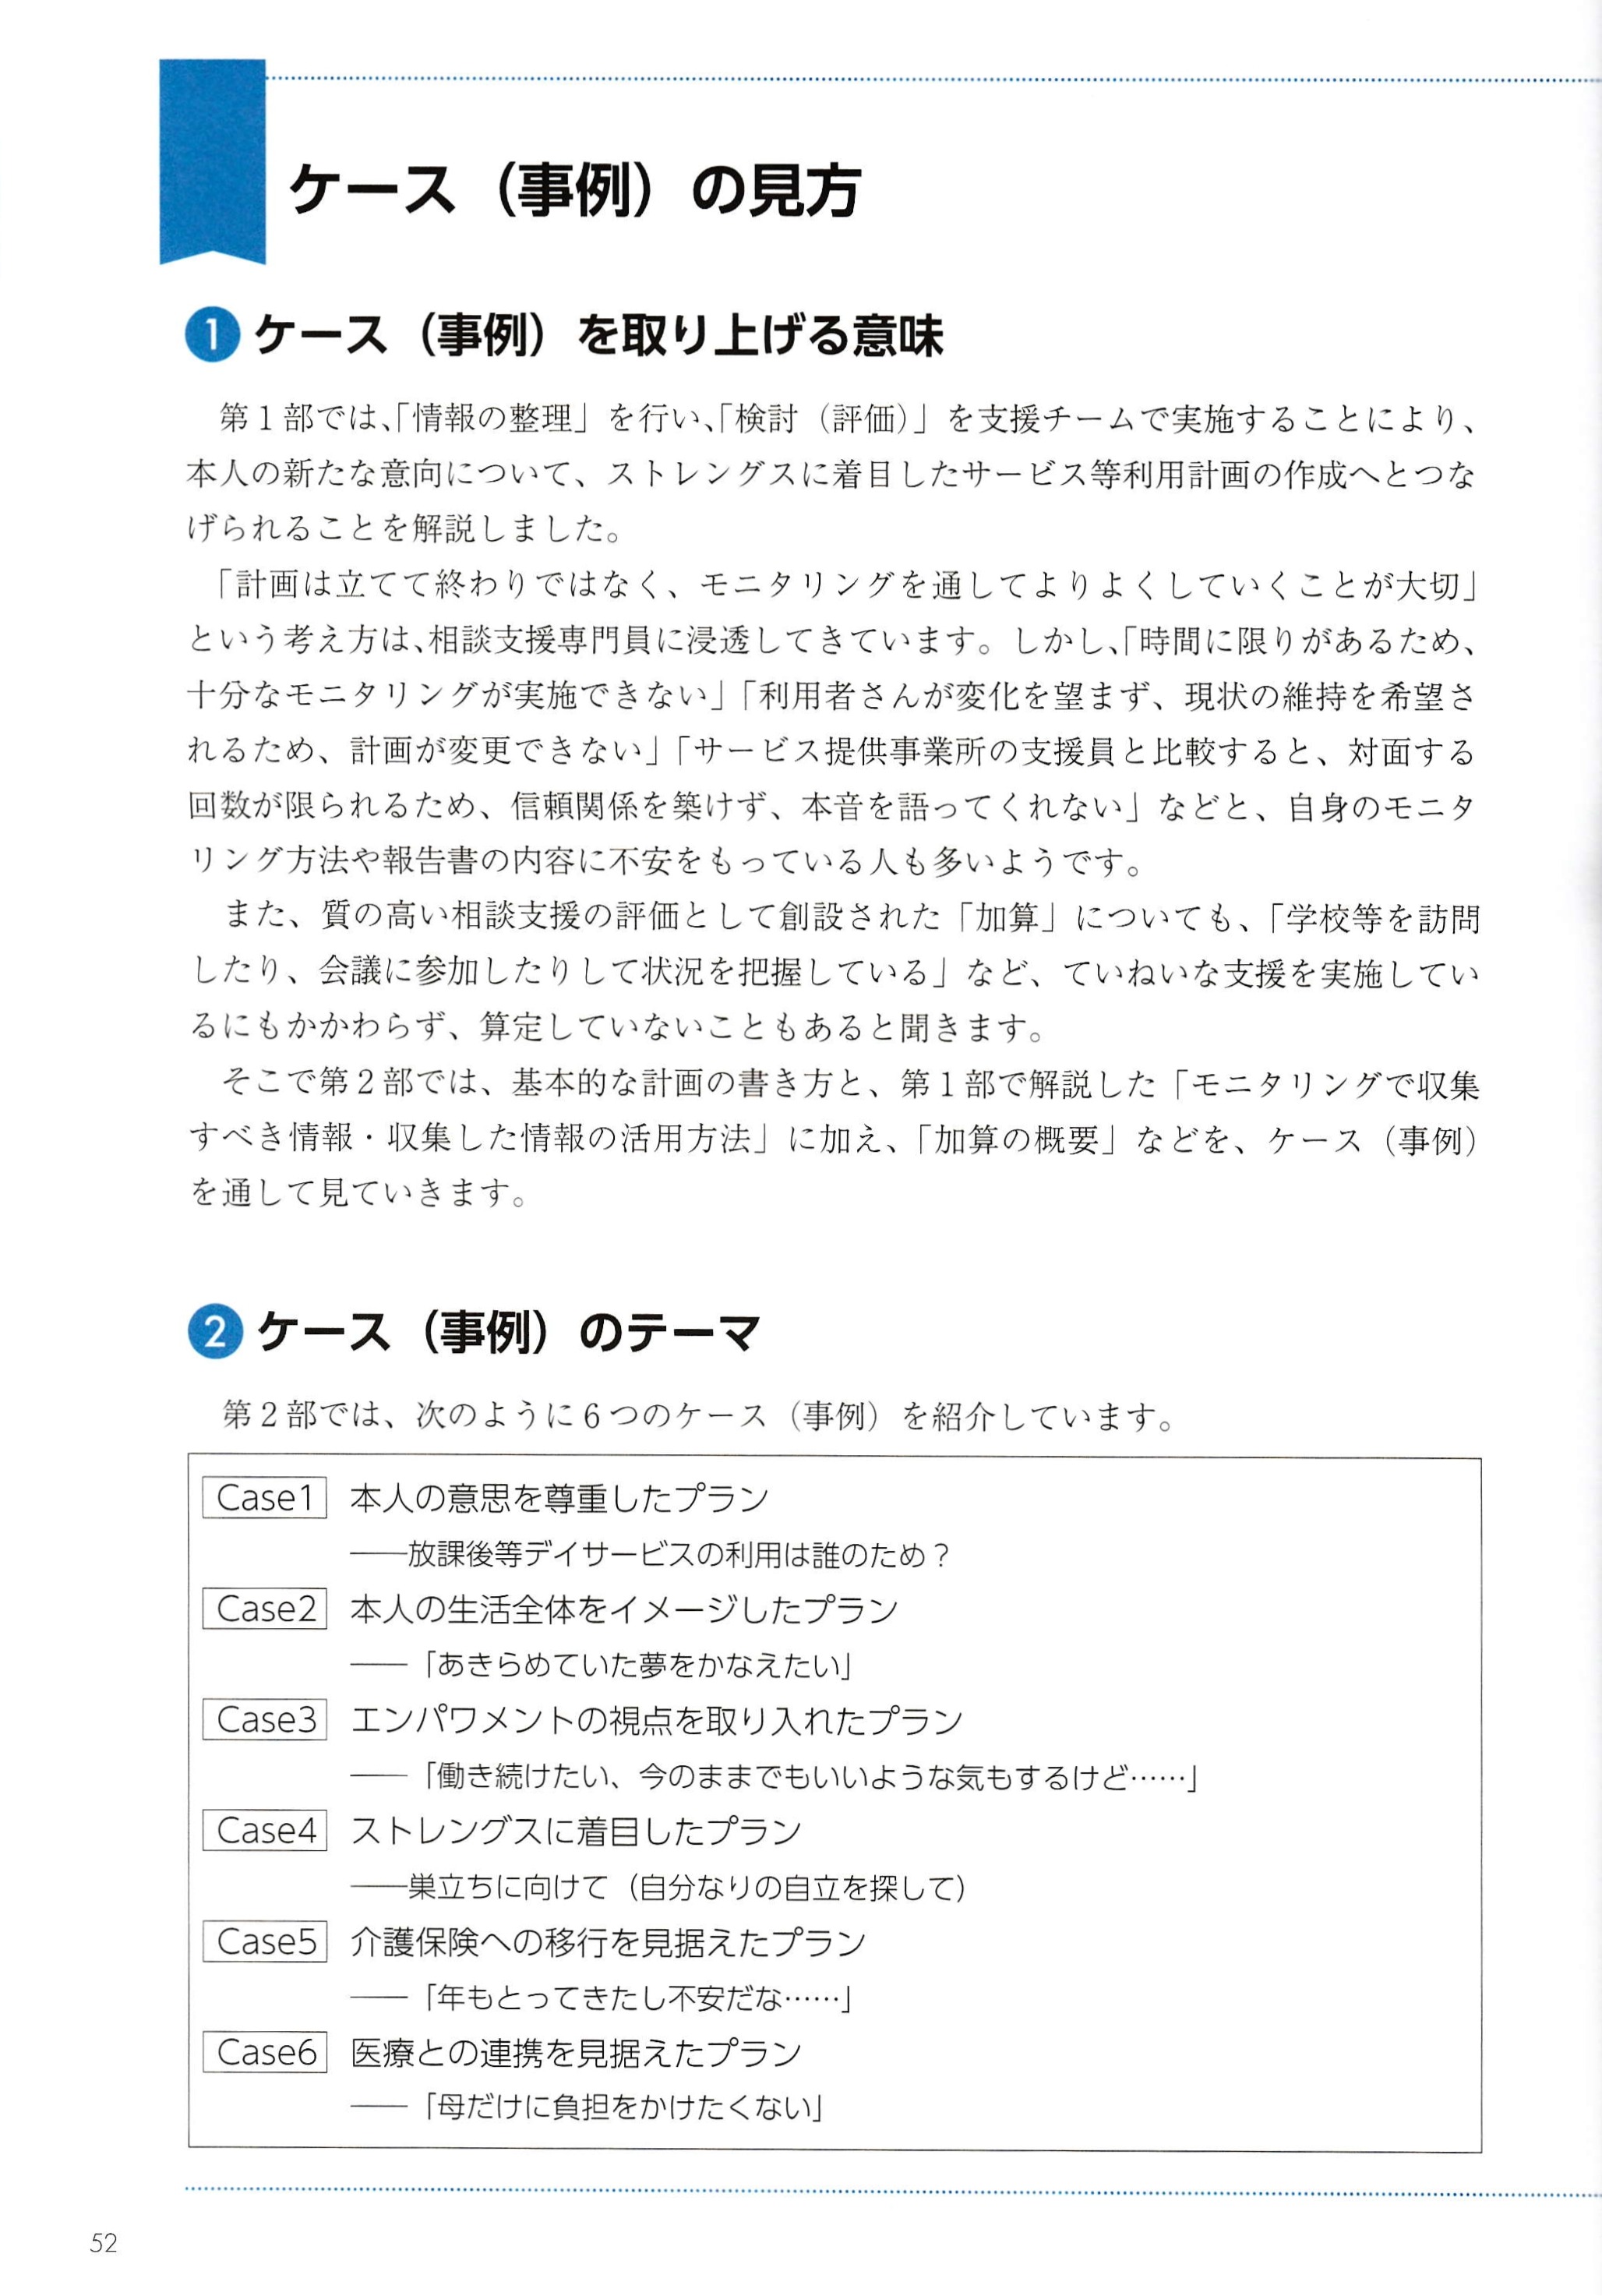 ケース（事例）の見方
1 ケース（事例）を取り上げる意味
第1部では、「情報の整理」を行い、「検討（評価）」を支援チームで実施することにより、
本人の新たな意向について、ストレングスに着目したサービス等利用計画の作成へとつな
げられることを解説しました。
「計画は立てて終わりではなく、モニタリングを通してよりよくしていくことが大切」
という考え方は、相談支援専門員に浸透してきています。しかし、「時間に限りがあるため、
十分なモニタリングが実施できない」「利用者さんが変化を望まず、現状の維持を希望さ
れるため、計画が変更できない」「サービス提供事業所の支援員と比較すると、対面する
回数が限られるため、信頼関係を築けず、本音を語ってくれない」などと、自身のモニタ
リング方法や報告書の内容に不安をもっている人も多いようです。
また、質の高い相談支援の評価として創設された「加算」についても、「学校等を訪問
したり、会議に参加したりして状況を把握している」など、ていねいな支援を実施してい
るにもかかわらず、算定していないこともあると聞きます。
そこで第2部では、基本的な計画の書き方と、第1部で解説した「モニタリングで収集
すべき情報・収集した情報の活用方法」に加え、「加算の概要」などを、ケース（事例）
を通して見ていきます。
2 ケース（事例）のテーマ
第2部では、次のように6つのケース（事例）を紹介しています。
Case1 本人の意思を尊重したプラン
――放課後等デイサービスの利用は誰のため？
Case2 本人の生活全体をイメージしたプラン
――「あきらめていた夢をかなえたい」
Case3 エンパワメントの視点を取り入れたプラン
――「働き続けたい、今のままでもいいような気もするけど……」
Case4 ストレングスに着目したプラン
――巣立ちに向けて（自分なりの自立を探して）
Case5 介護保険への移行を見据えたプラン
――「年もとってきたし不安だな……」
Case6 医療との連携を見据えたプラン
――「母だけに負担をかけたくない」
52